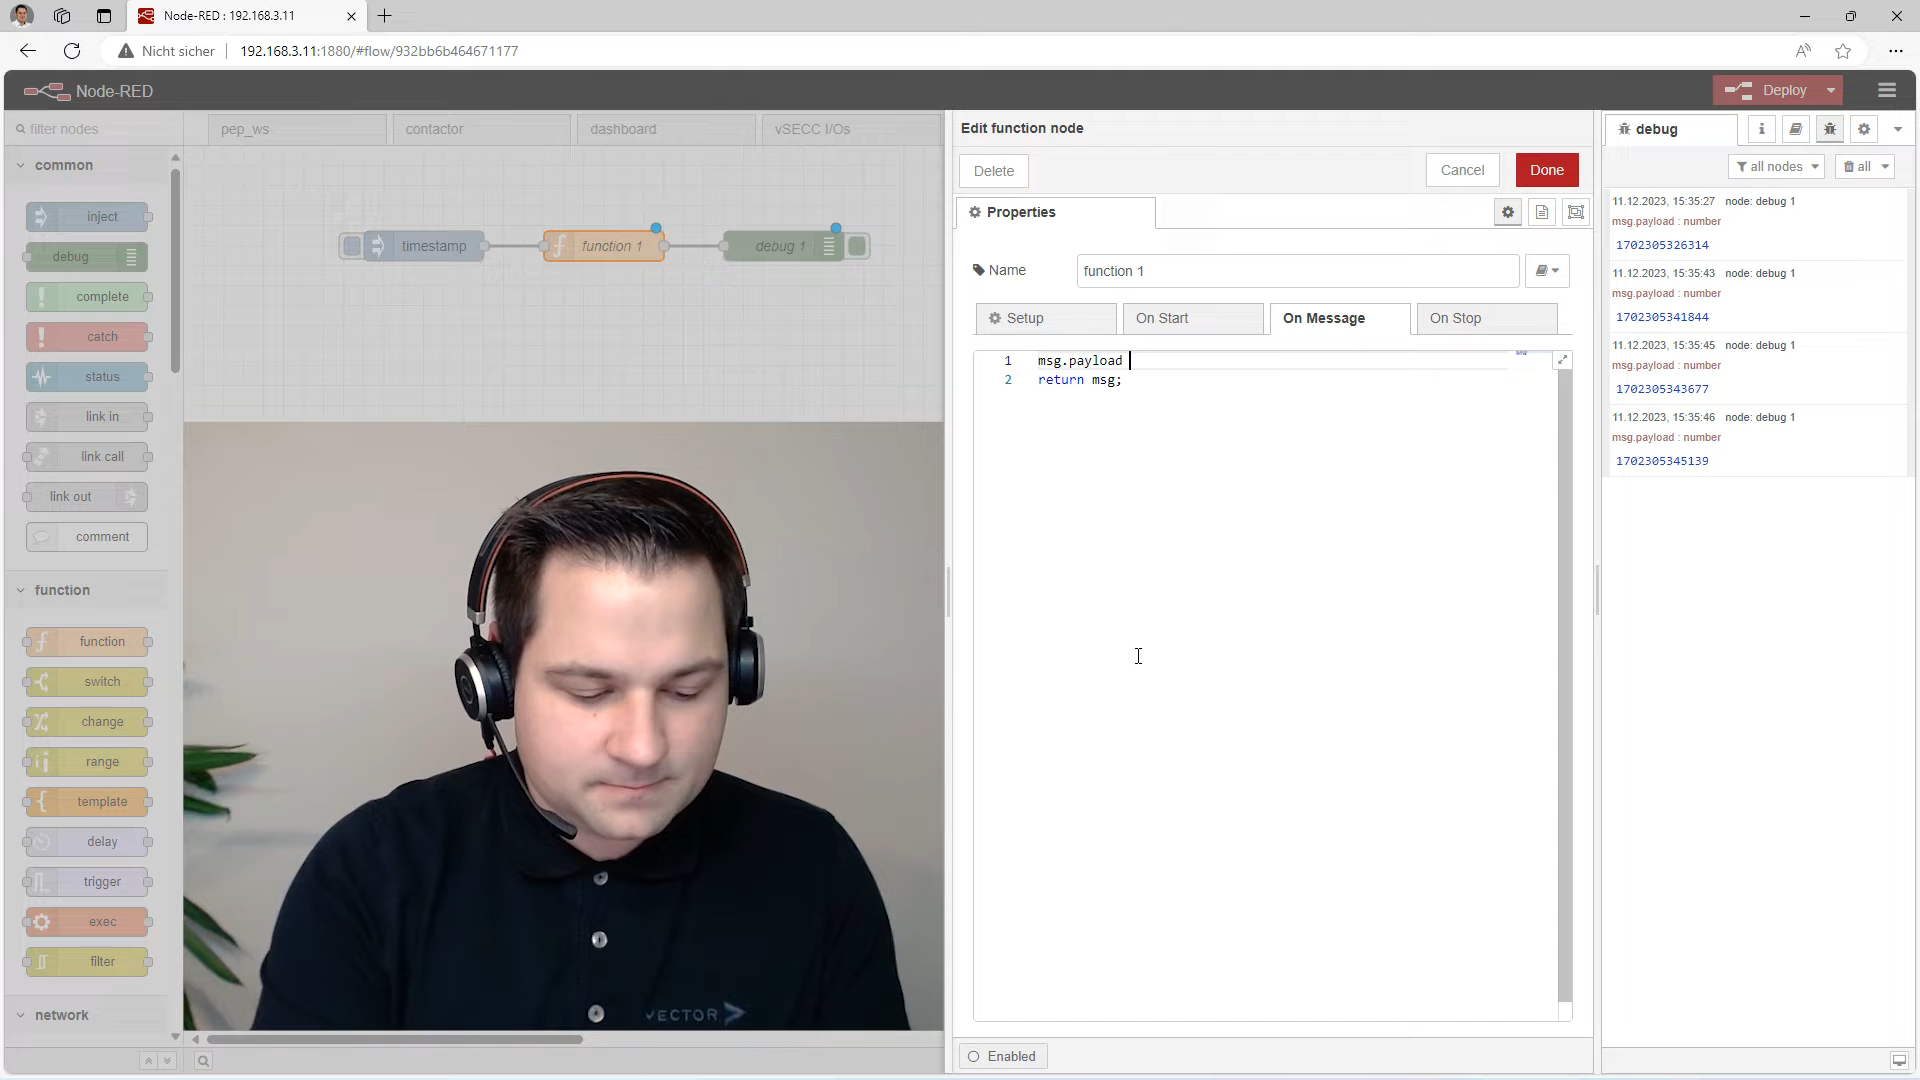 Node-RED : 192.168.3.11
Nicht sicher
192.168.3.11:1880/#flow/932bb6b464671177
Node-RED
Deploy
filter nodes
pep_ws
contactor
dashboard
vSECC I/Os
common
inject
debug
complete
catch
status
link in
link call
link out
comment
function
function
switch
change
range
template
delay
trigger
exec
filter
network
timestamp
function 1
debug 1
VECTOR
Edit function node
Delete
Cancel
Done
Properties
Name
function 1
Setup
On Start
On Message
On Stop
1 msg.payload
2 return msg;
Enabled
debug
all nodes
all
11.12.2023, 15:35:27 node: debug 1
msg.payload : number
1702305326314
11.12.2023, 15:35:43 node: debug 1
msg.payload : number
1702305341844
11.12.2023, 15:35:45 node: debug 1
msg.payload : number
1702305343677
11.12.2023, 15:35:46 node: debug 1
msg.payload : number
1702305345139